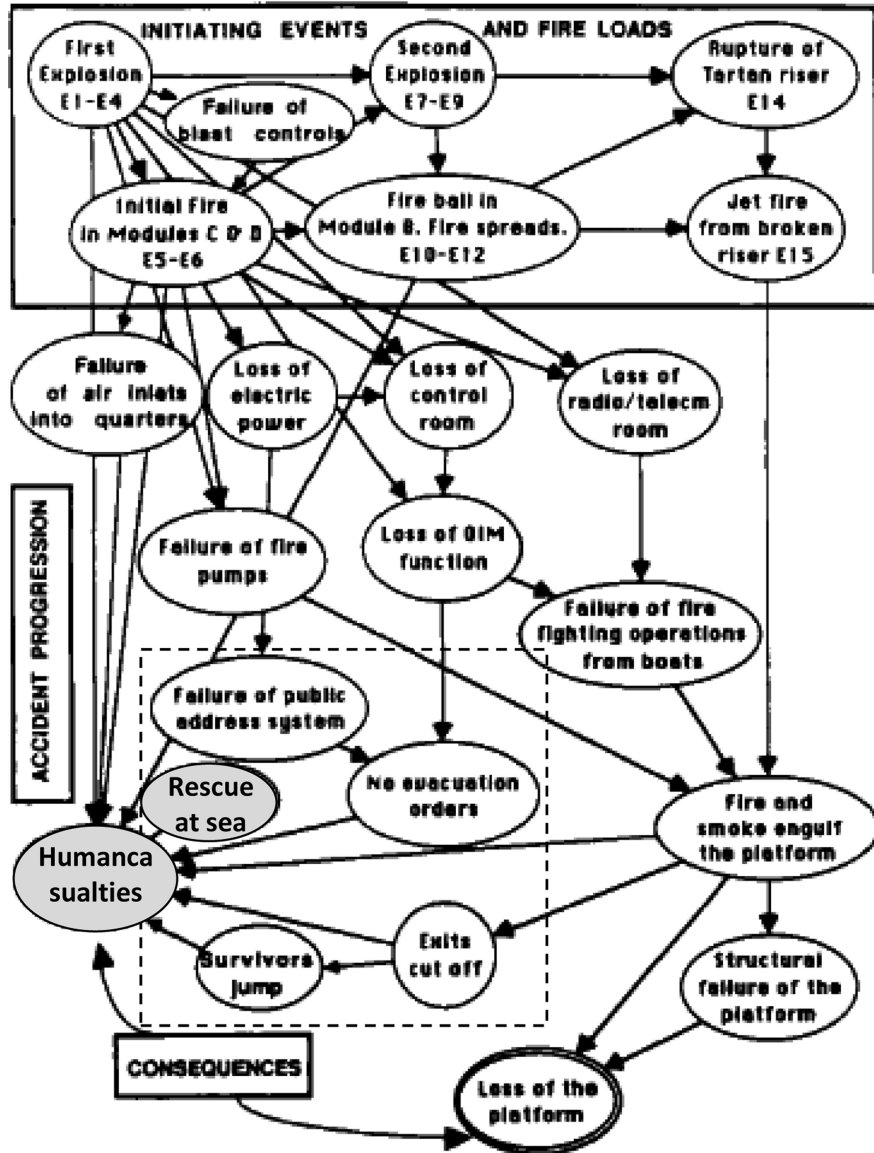 INITIATING EVENTS AND FIRE LOADS
First
Explosion
E1-E4
Second
Explosion
E7-E9
Rupture of
Tartan riser
E14
Failure of
blast controls
Initial Fire
in Modules C & D
E5-E6
Fire ball in
Module B. Fire spreads.
E10-E12
Jet fire
from broken
riser E15
Failure
of air inlets
into quarters
Loss of
electric
power
Loss of
control
room
Loss of
radio/telecm
room
ACCIDENT PROGRESSION
Failure of fire
pumps
Loss of OIM
function
Failure of fire
fighting operations
from boats
Failure of public
address system
Rescue
at sea
No evacuation
orders
Fire and
smoke engulf
the platform
Humanca
sualties
Exits
cut off
Survivors
jump
Structural
failure of the
platform
CONSEQUENCES
Loss of the
platform